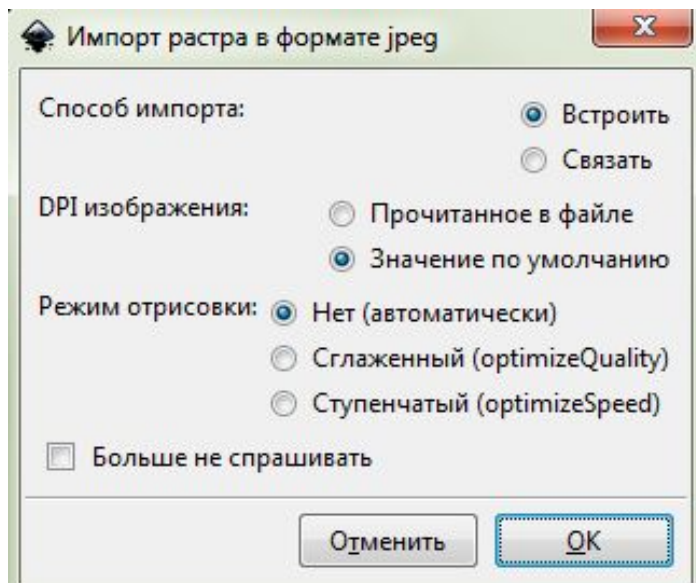 Импорт растра в формате jpeg
Способ импорта:
Встроить
Связать
DPI изображения:
Прочитанное в файле
Значение по умолчанию
Режим отрисовки:
Нет (автоматически)
Сглаженный (optimizeQuality)
Ступенчатый (optimizeSpeed)
Больше не спрашивать
Отменить
OK